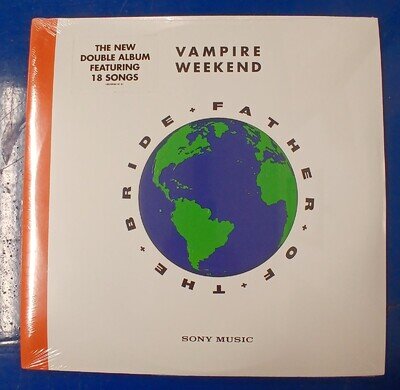 THE NEW
DOUBLE ALBUM
FEATURING
18 SONGS
VAMPIRE
WEEKEND
FATHER + OF + THE + BRIDE +
SONY MUSIC